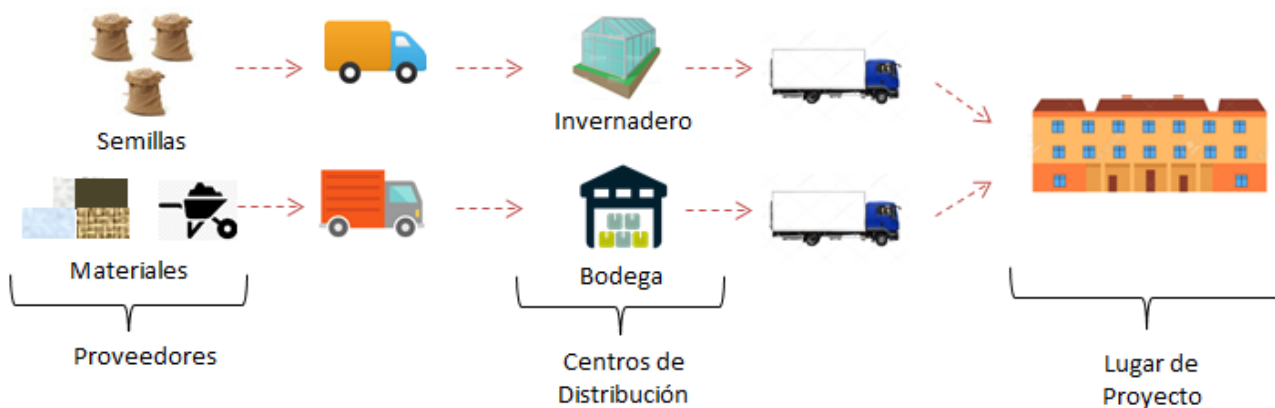 Semillas
Invernadero
Materiales
Bodega
Proveedores
Centros de
Distribución
Lugar de
Proyecto